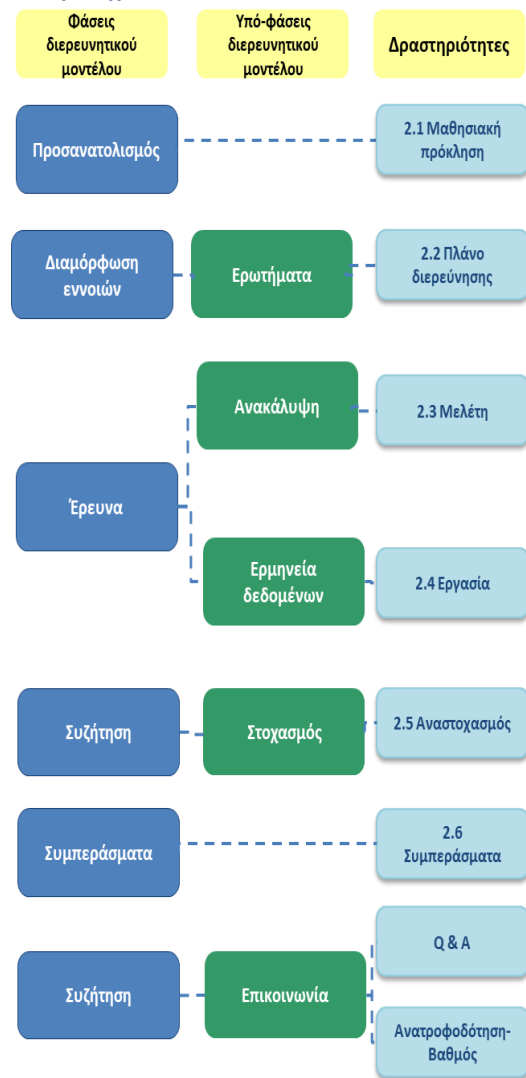 Φάσεις
διερευνητικού
μοντέλου
Υπό-φάσεις
διερευνητικού
μοντέλου
Δραστηριότητες
Προσανατολισμός
2.1 Μαθησιακή
πρόκληση
Διαμόρφωση
εννοιών
Ερωτήματα
2.2 Πλάνο
διερεύνησης
Ανακάλυψη
2.3 Μελέτη
Έρευνα
Ερμηνεία
δεδομένων
2.4 Εργασία
Συζήτηση
Στοχασμός
2.5 Αναστοχασμός
Συμπεράσματα
2.6
Συμπεράσματα
Q & A
Συζήτηση
Επικοινωνία
Ανατροφοδότηση-
Βαθμός